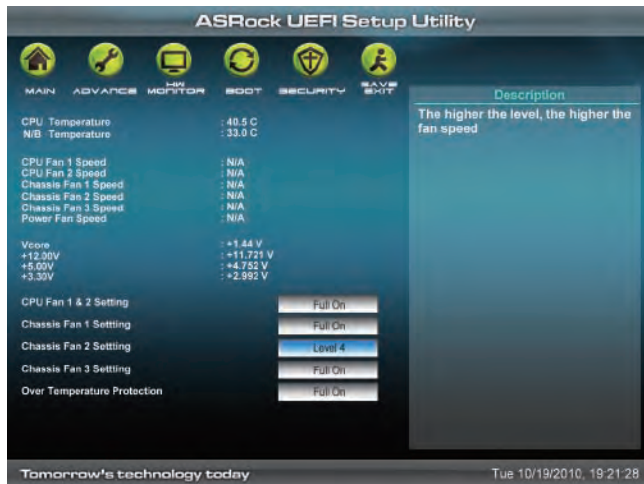 ASRock UEFI Setup Utility
MAIN ADVANCE HW MONITOR BOOT SECURITY SAVE EXIT
Description
The higher the level, the higher the
fan speed
CPU Temperature : 40.5 C
N/B Temperature : 33.0 C
CPU Fan 1 Speed : N/A
CPU Fan 2 Speed : N/A
Chassis Fan 1 Speed : N/A
Chassis Fan 2 Speed : N/A
Chassis Fan 3 Speed : N/A
Power Fan Speed : N/A
Vcore : +1.44 V
+12.00V : +11.721 V
+5.00V : +4.752 V
+3.30V : +2.992 V
CPU Fan 1 & 2 Setting Full On
Chassis Fan 1 Settting Full On
Chassis Fan 2 Settting Level 4
Chassis Fan 3 Settting Full On
Over Temperature Protection Full On
Tomorrow's technology today Tue 10/19/2010, 19:21:28